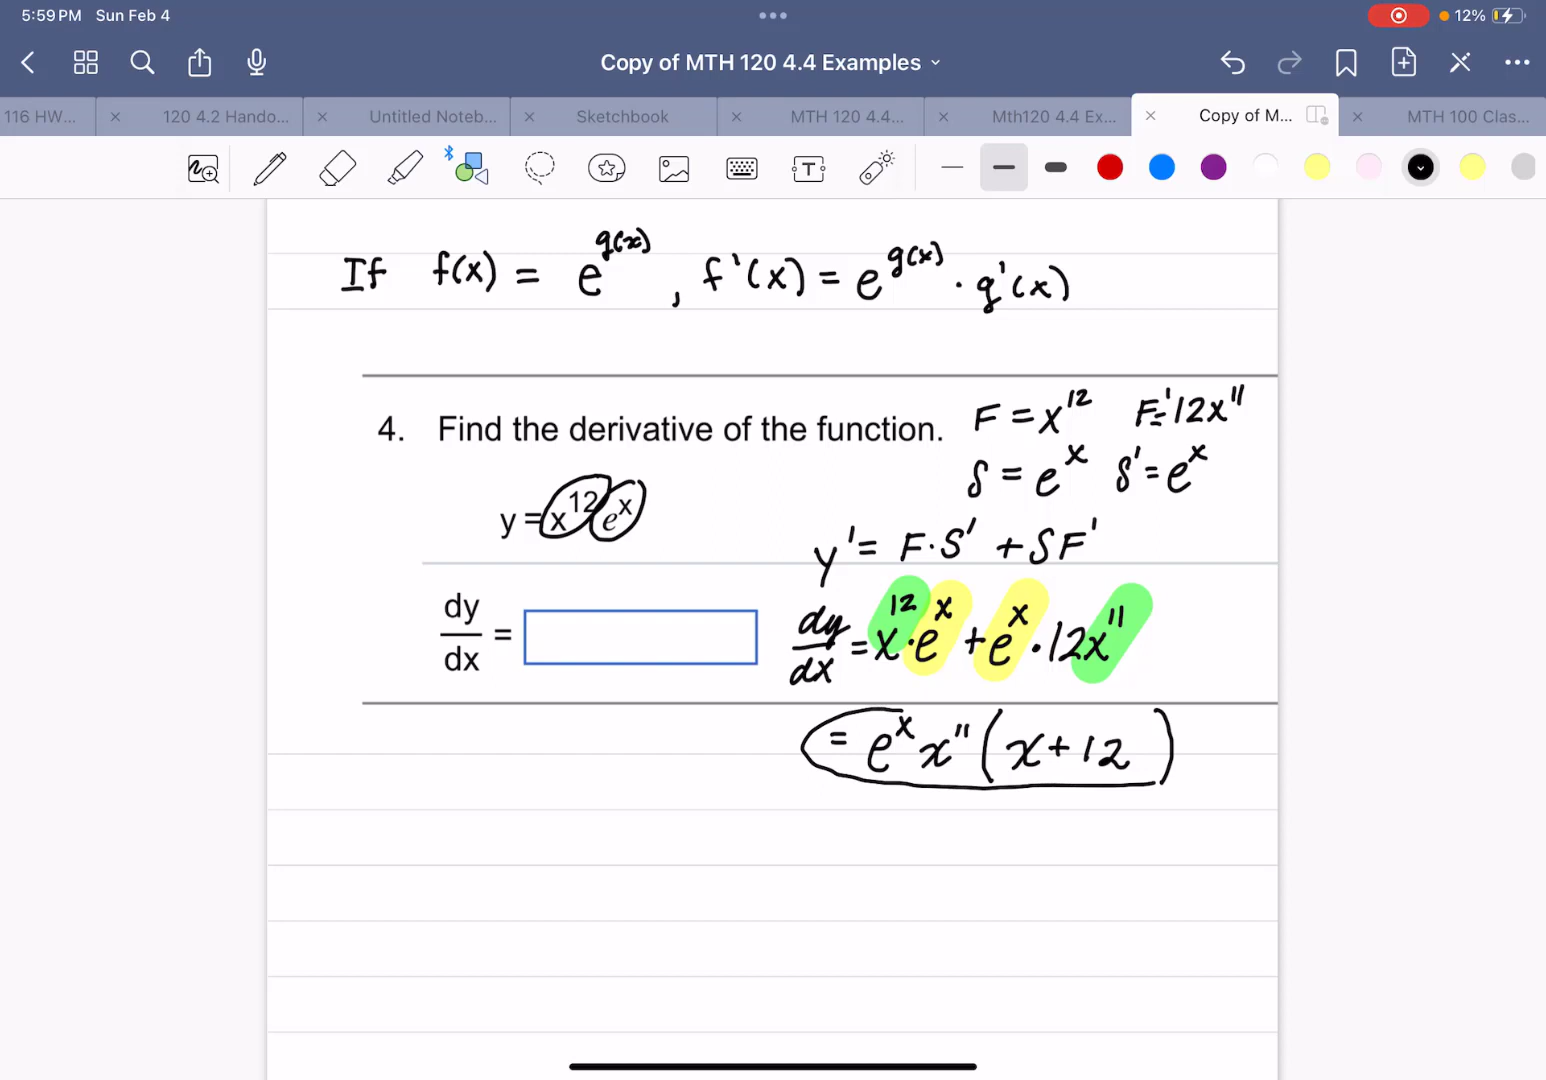 5:59 PM Sun Feb 4
12%
Copy of MTH 120 4.4 Examples
116 HW... 120 4.2 Hando... Untitled Noteb... Sketchbook MTH 120 4.4... Mth120 4.4 Ex... Copy of M... MTH 100 Clas...
If f(x) = e^g(x) , f'(x) = e^g(x) · g'(x)
4. Find the derivative of the function.
F = x^12 F'= 12x^11
S = e^x S' = e^x
y = x^12 e^x
y' = F·S' + SF'
dy/dx =
dy/dx = x^12 · e^x + e^x · 12x^11
= e^x x^11 (x + 12)